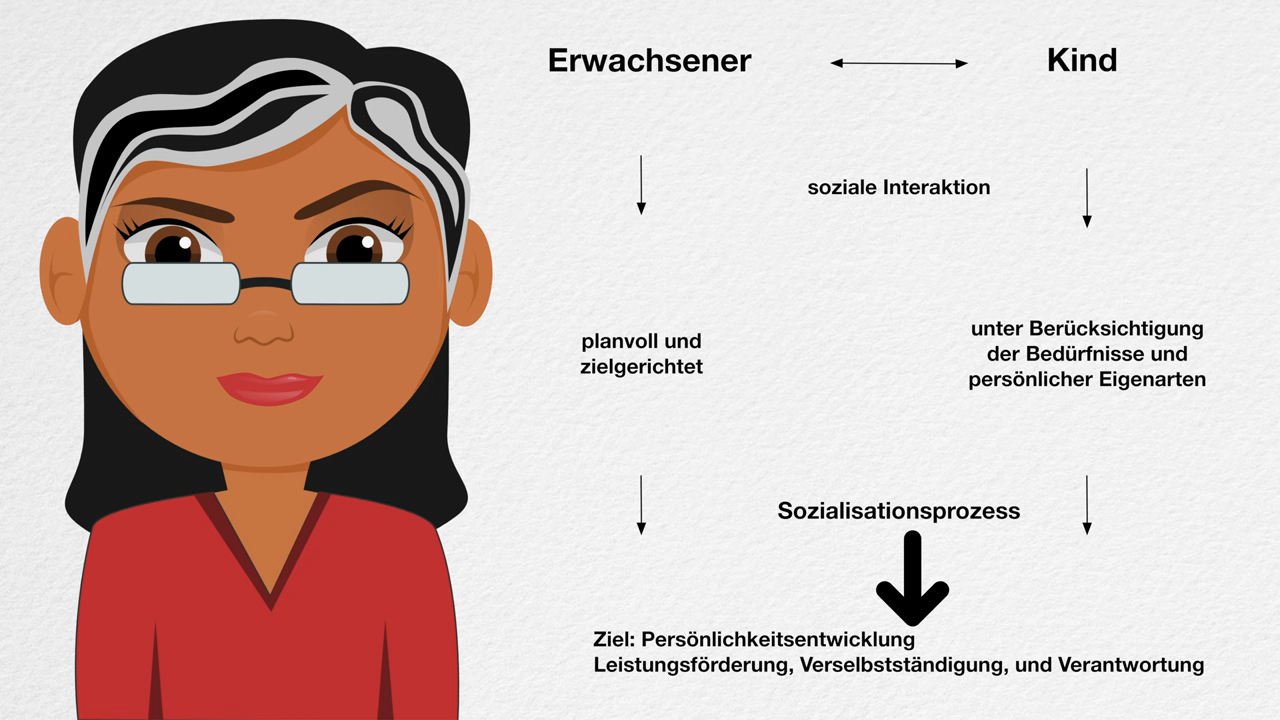 Erwachsener
Kind
soziale Interaktion
planvoll und
zielgerichtet
unter Berücksichtigung
der Bedürfnisse und
persönlicher Eigenarten
Sozialisationsprozess
Ziel: Persönlichkeitsentwicklung
Leistungsförderung, Verselbstständigung, und Verantwortung